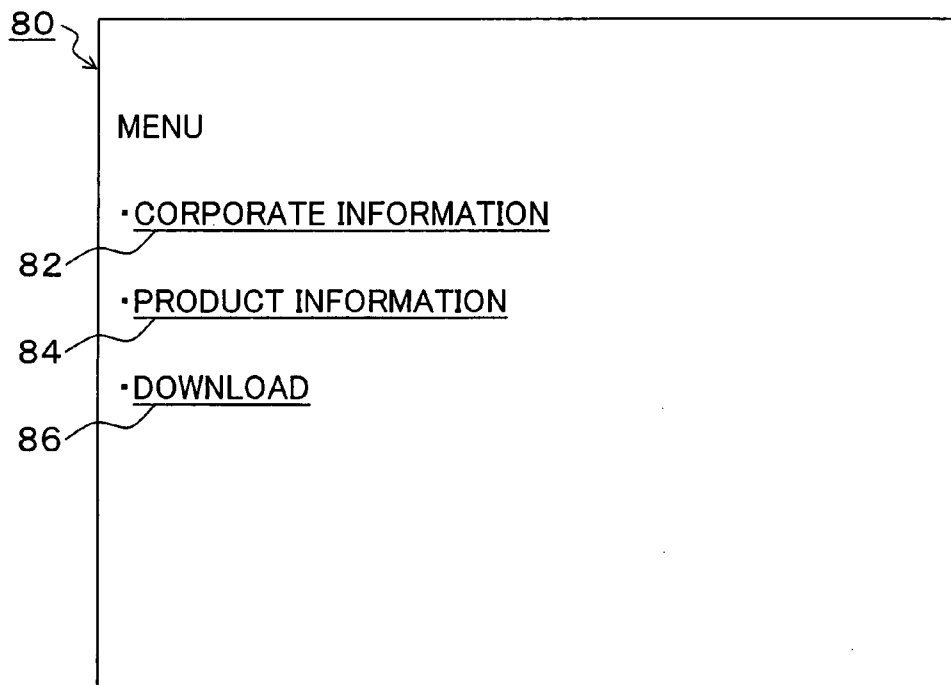 80
MENU
·CORPORATE INFORMATION
82
·PRODUCT INFORMATION
84
·DOWNLOAD
86